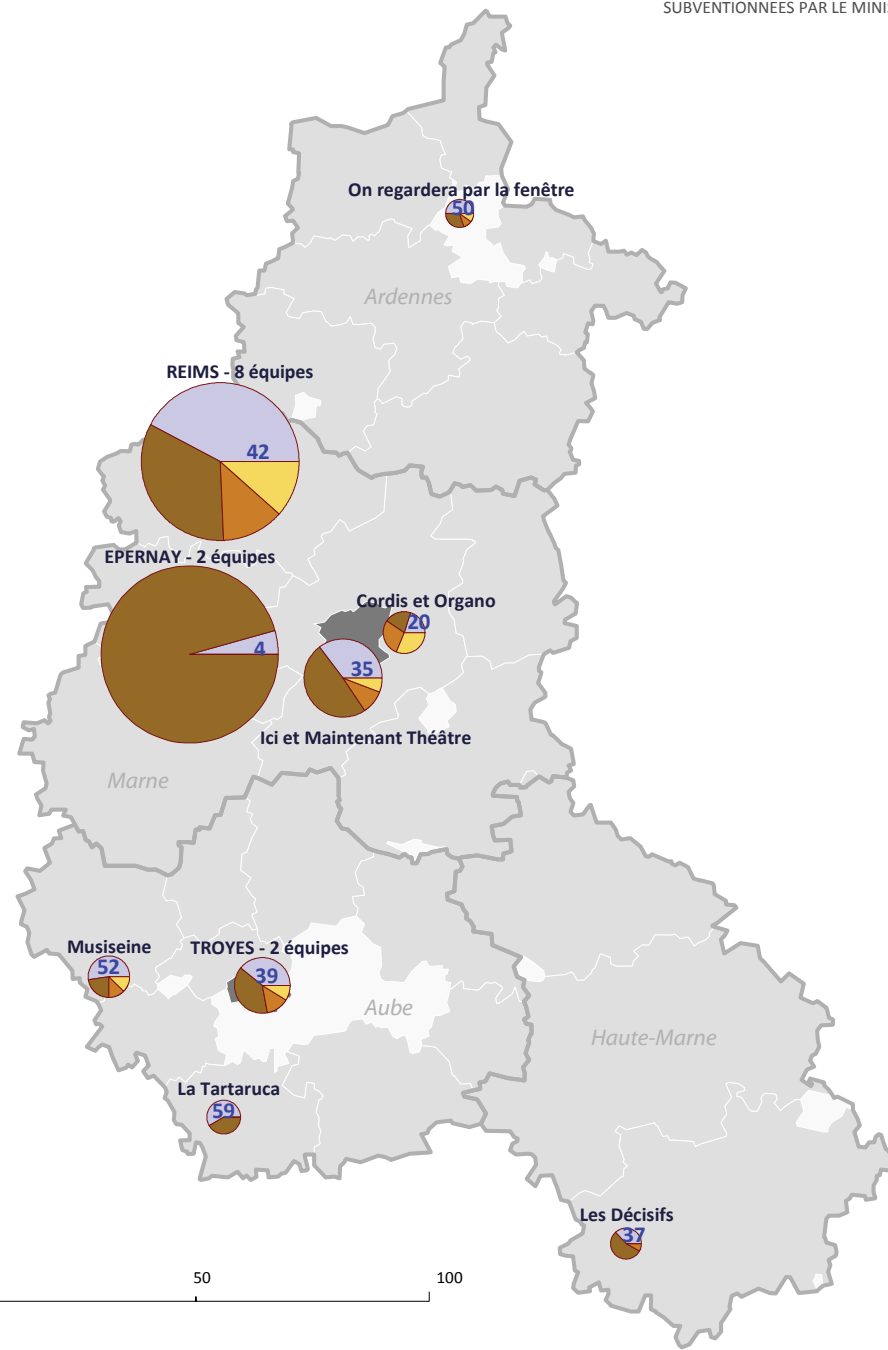 SUBVENTIONNEES PAR LE MINIS
On regardera par la fenêtre
50
Ardennes
REIMS - 8 équipes
42
EPERNAY - 2 équipes
4
Cordis et Organo
20
35
Ici et Maintenant Théâtre
Marne
Musiseine
52
TROYES - 2 équipes
39
Aube
Haute-Marne
La Tartaruca
59
Les Décisifs
37
50
100